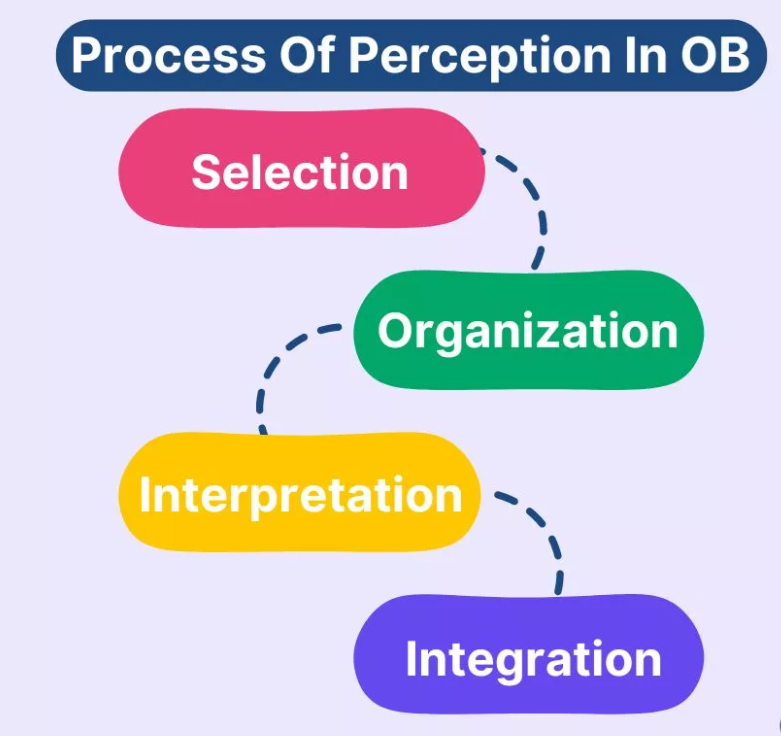 Process Of Perception In OB
Selection
Organization
Interpretation
Integration